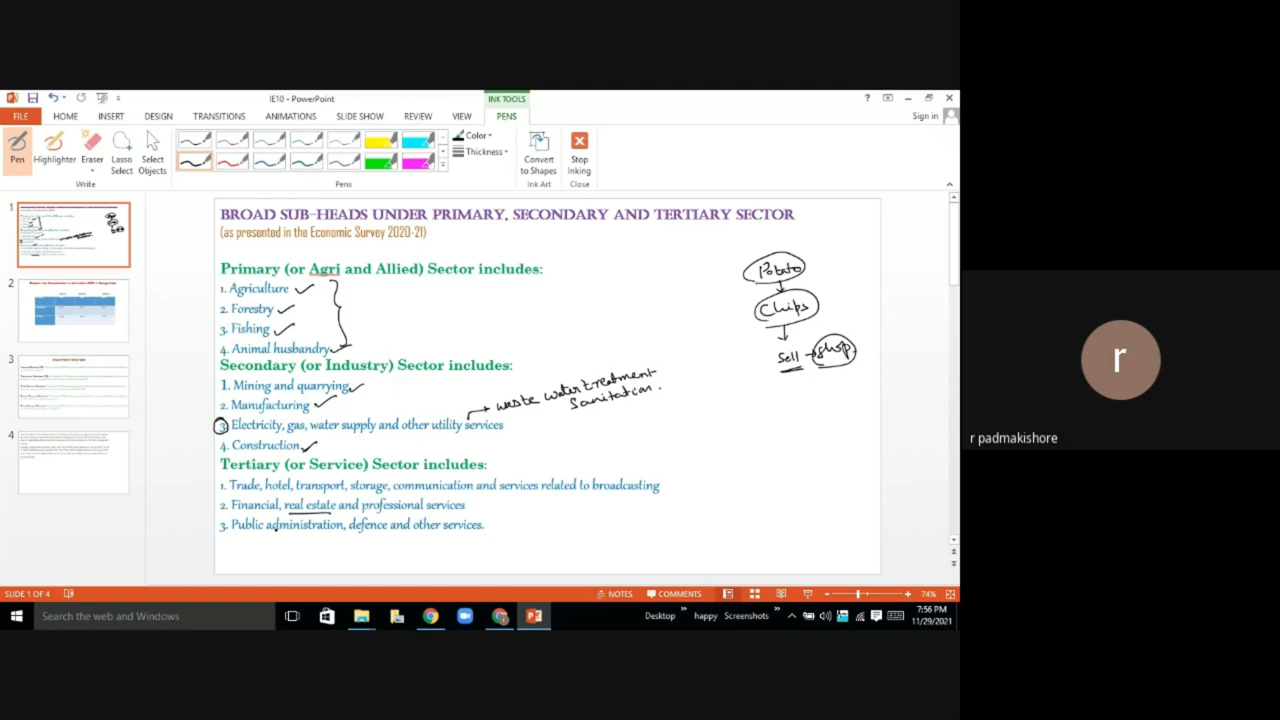 IE10 - PowerPoint
INK TOOLS
FILE
HOME
INSERT
DESIGN
TRANSITIONS
ANIMATIONS
SLIDE SHOW
REVIEW
VIEW
PENS
Sign in
Pen
Highlighter
Eraser
Lasso Select
Select Objects
Color
Thickness
Convert to Shapes
Stop Inking
Write
Pens
Ink Art
Close
1
2
3
4
BROAD SUB-HEADS UNDER PRIMARY, SECONDARY AND TERTIARY SECTOR
(as presented in the Economic Survey 2020-21)
Primary (or Agri and Allied) Sector includes:
1. Agriculture
2. Forestry
3. Fishing
4. Animal husbandry
Secondary (or Industry) Sector includes:
1. Mining and quarrying
2. Manufacturing
3. Electricity, gas, water supply and other utility services
4. Construction
Tertiary (or Service) Sector includes:
1. Trade, hotel, transport, storage, communication and services related to broadcasting
2. Financial, real estate and professional services
3. Public administration, defence and other services.
Potato
Chips
Sell → shop
waste water treatment
Sanitation.
r
r padmakishore
SLIDE 1 OF 4
NOTES
COMMENTS
74%
Search the web and Windows
Desktop
happy
Screenshots
7:56 PM
11/29/2021